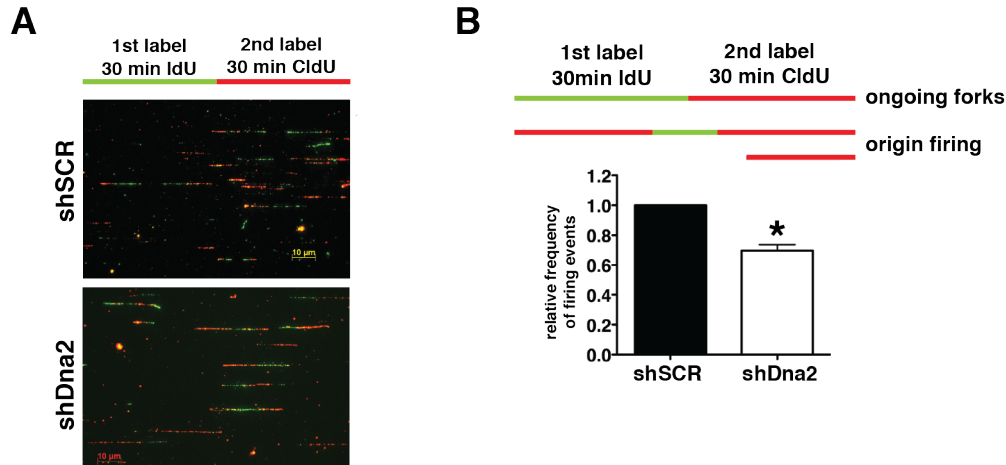 A
1st label
30 min IdU
2nd label
30 min CldU
shSCR
10 µm
shDna2
10 µm
B
1st label
30min IdU
2nd label
30 min CldU
ongoing forks
origin firing
relative frequency
of firing events
1.2
1.0
0.8
0.6
0.4
0.2
0.0
*
shSCR
shDna2